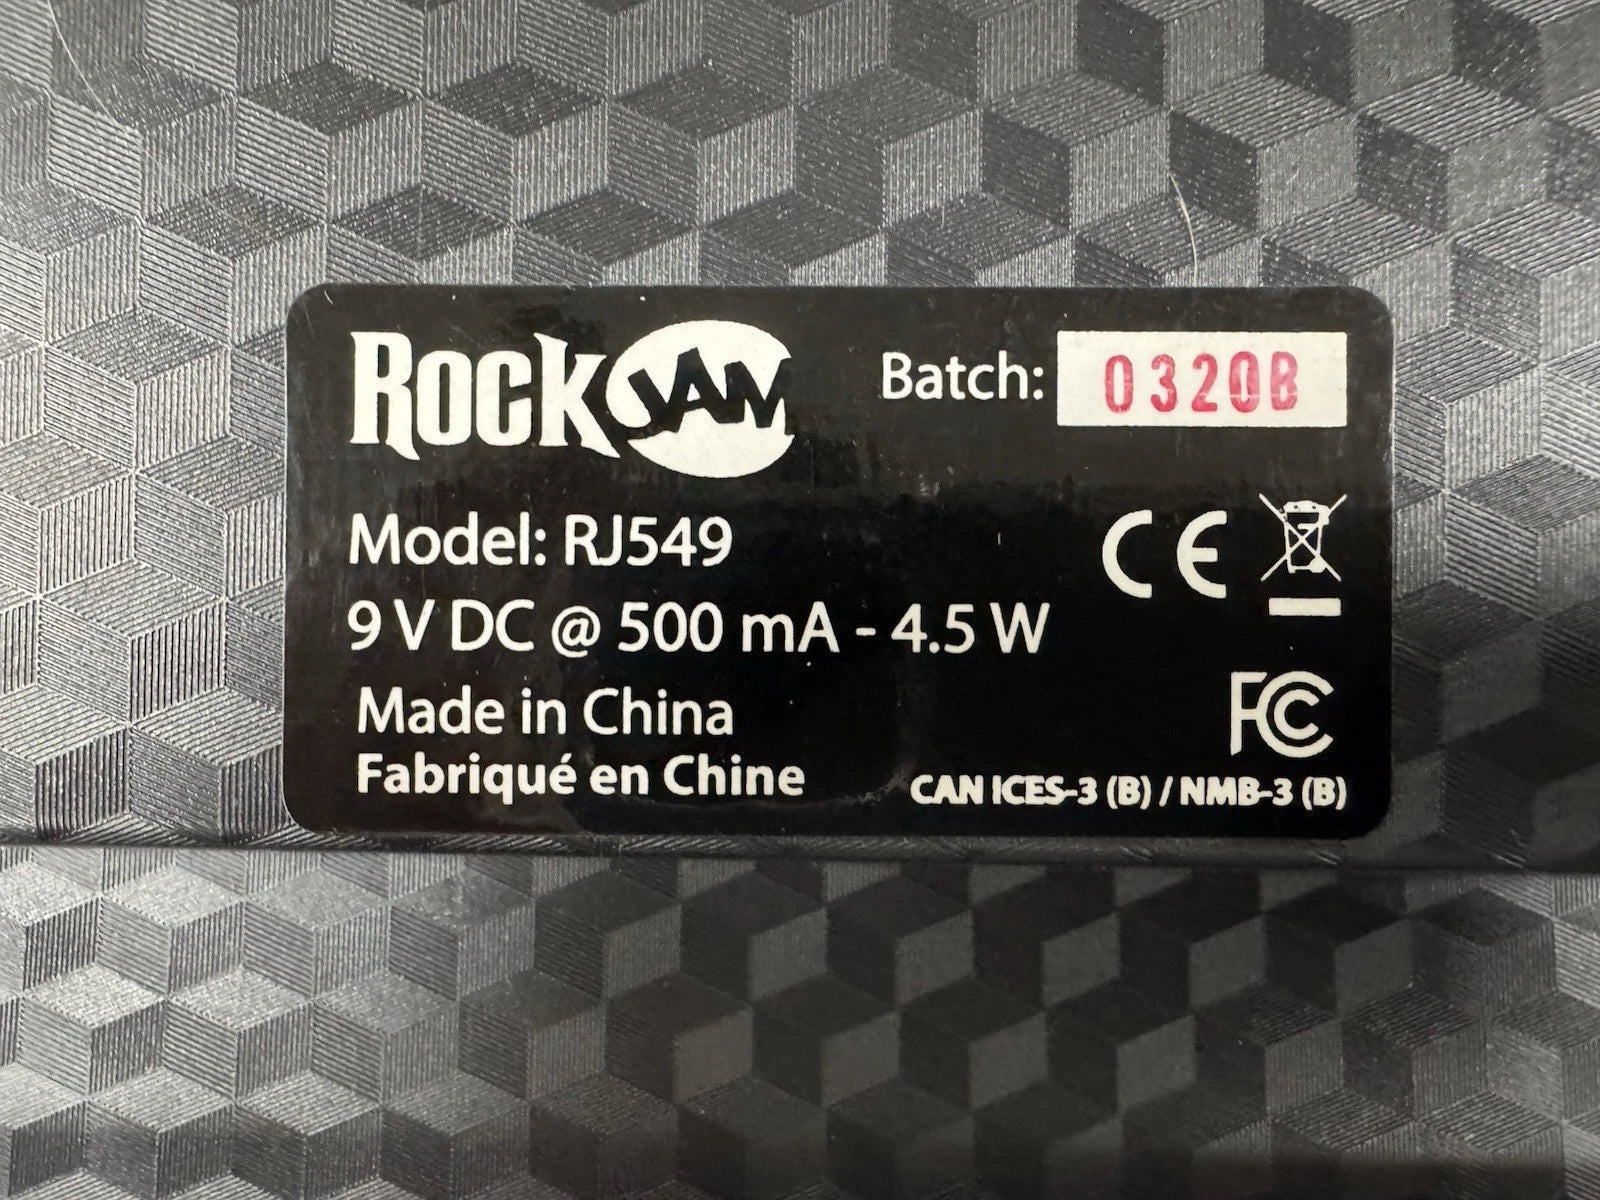 RockJAM
Batch: 0320B
Model: RJ549
9 V DC @ 500 mA - 4.5 W
CE
Made in China
FC
Fabriqué en Chine
CAN ICES-3 (B) / NMB-3 (B)